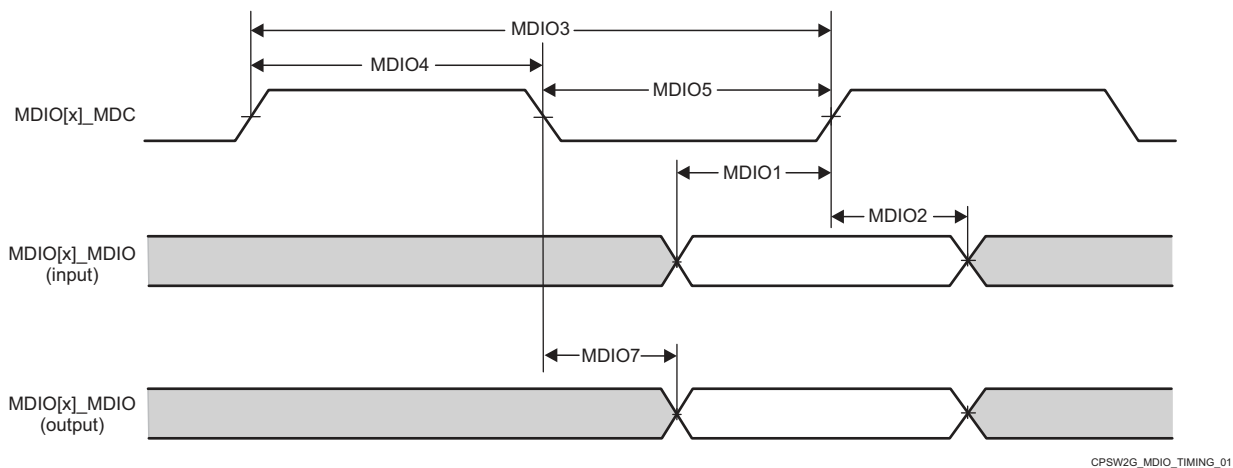 MDIO3
MDIO4
MDIO5
MDIO[x]_MDC
MDIO1
MDIO2
MDIO[x]_MDIO
(input)
MDIO7
MDIO[x]_MDIO
(output)
CPSW2G_MDIO_TIMING_01